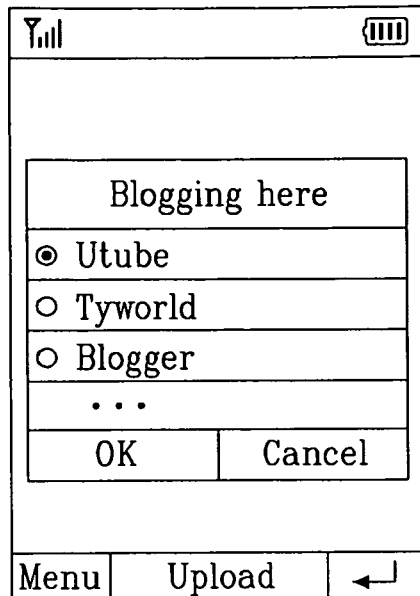 Blogging here
Utube
Tyworld
Blogger
...
OK Cancel
Menu Upload